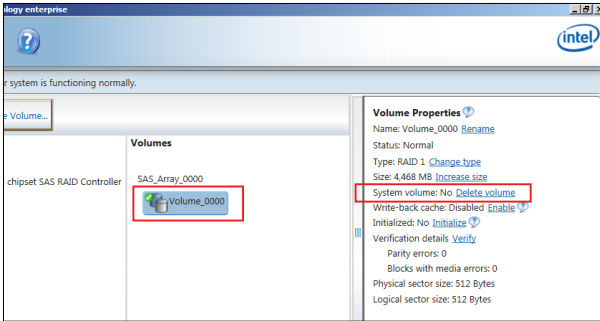 ology enterprise
intel
r system is functioning normally.
e Volume...
Volumes
chipset SAS RAID Controller
SAS_Array_0000
Volume_0000
Volume Properties ?
Name: Volume_0000 Rename
Status: Normal
Type: RAID 1 Change type
Size: 4,468 MB Increase size
System volume: No Delete volume
Write-back cache: Disabled Enable ?
Initialized: No Initialize ?
Verification details Verify
Parity errors: 0
Blocks with media errors: 0
Physical sector size: 512 Bytes
Logical sector size: 512 Bytes